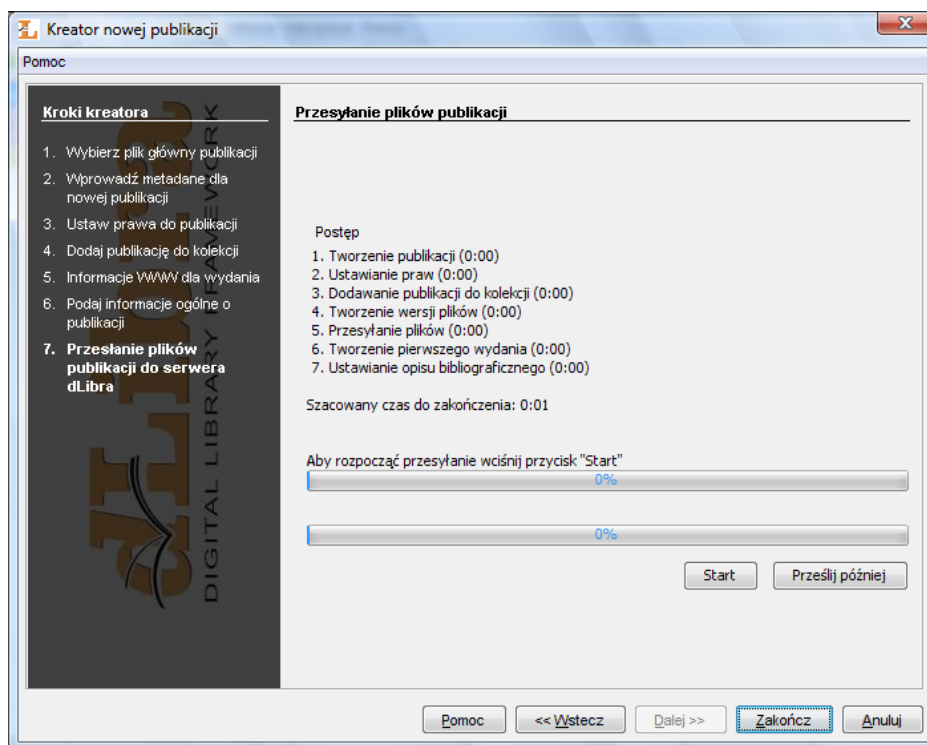 Kreator nowej publikacji
Pomoc
Kroki kreatora
1. Wybierz plik główny publikacji
2. Wprowadź metadane dla
nowej publikacji
3. Ustaw prawa do publikacji
4. Dodaj publikację do kolekcji
5. Informacje WWW dla wydania
6. Podaj informacje ogólne o
publikacji
7. Przesłanie plików
publikacji do serwera
dLibra
dLibra
DIGITAL LIBRARY FRAMEWORK
Przesyłanie plików publikacji
Postęp
1. Tworzenie publikacji (0:00)
2. Ustawianie praw (0:00)
3. Dodawanie publikacji do kolekcji (0:00)
4. Tworzenie wersji plików (0:00)
5. Przesyłanie plików (0:00)
6. Tworzenie pierwszego wydania (0:00)
7. Ustawianie opisu bibliograficznego (0:00)
Szacowany czas do zakończenia: 0:01
Aby rozpocząć przesyłanie wciśnij przycisk "Start"
0%
0%
Start Prześlij później
Pomoc << Wstecz Dalej >> Zakończ Anuluj